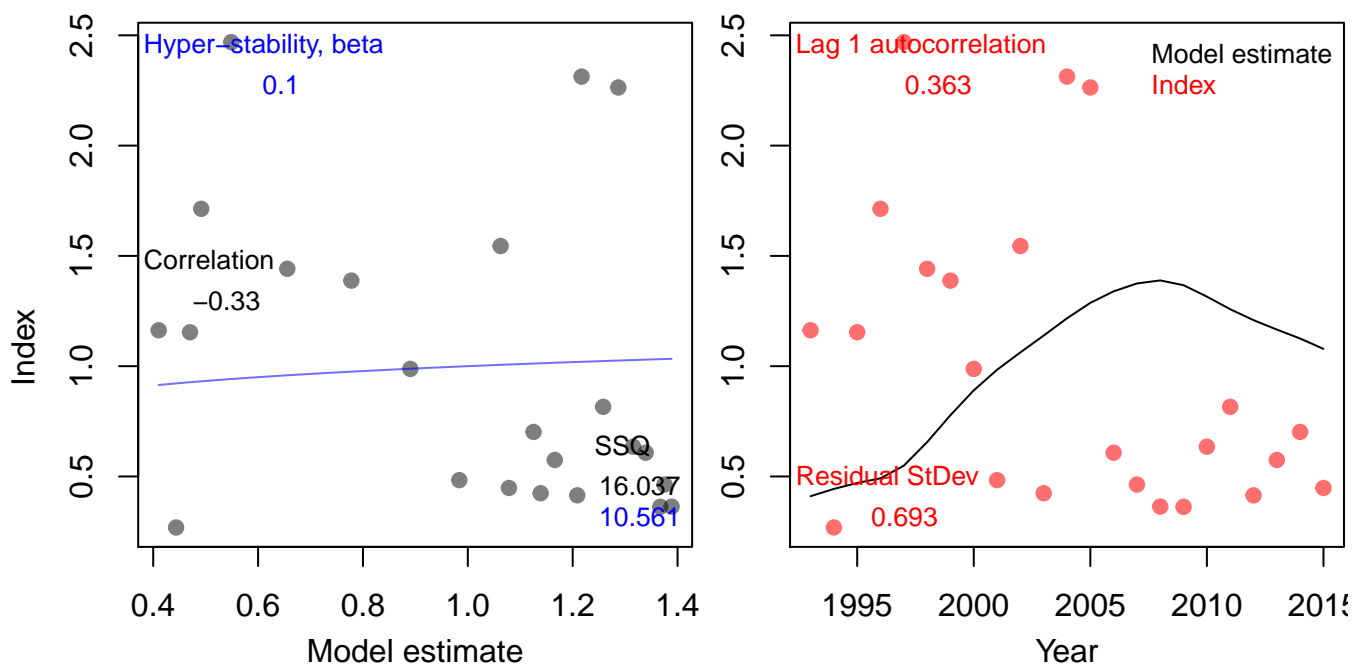 Hyper−stability, beta
0.1
Correlation
−0.33
SSQ
16.037
10.561
0.5
1.0
1.5
2.0
2.5
Index
0.4
0.6
0.8
1.0
1.2
1.4
Model estimate
Lag 1 autocorrelation
0.363
Model estimate
Index
Residual StDev
0.693
0.5
1.0
1.5
2.0
2.5
1995
2000
2005
2010
2015
Year